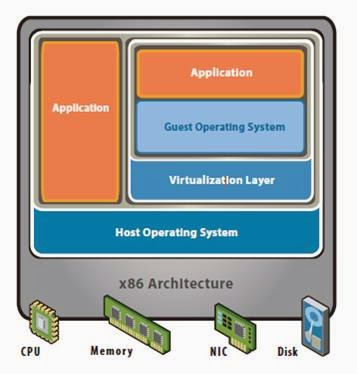 Application
Application
Guest Operating System
Virtualization Layer
Host Operating System
x86 Architecture
CPU
Memory
NIC
Disk